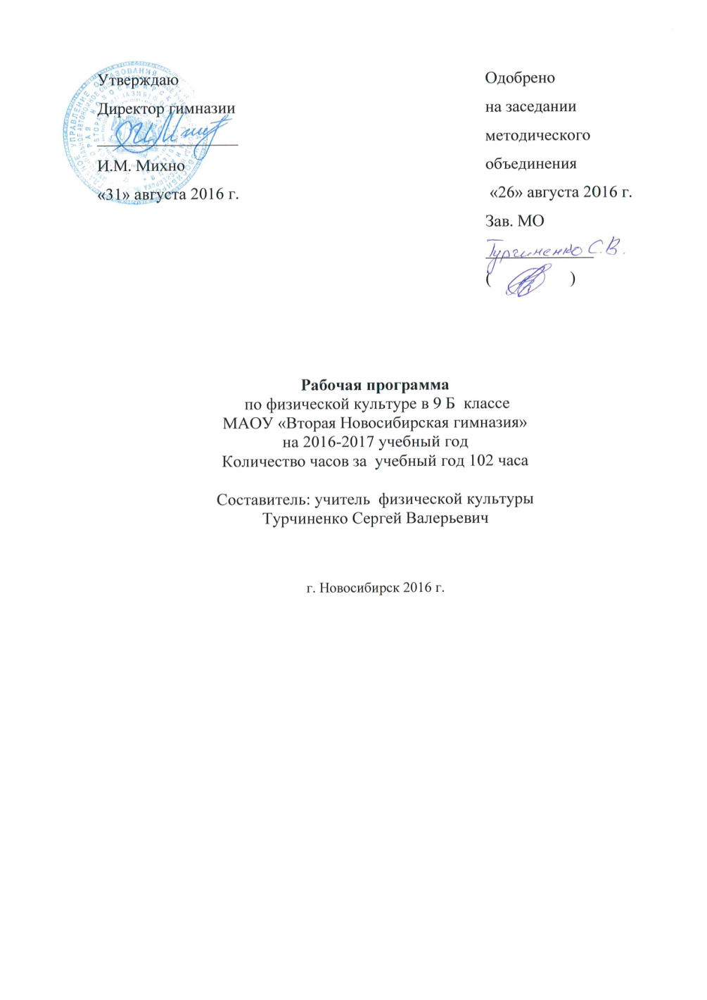 Утверждаю
Директор гимназии
И.М. Михно
«31» августа 2016 г.
Одобрено
на заседании
методического
объединения
«26» августа 2016 г.
Зав. МО
Турчиненко С.В.
( )
Рабочая программа
по физической культуре в 9 Б классе
МАОУ «Вторая Новосибирская гимназия»
на 2016-2017 учебный год
Количество часов за учебный год 102 часа
Составитель: учитель физической культуры
Турчиненко Сергей Валерьевич
г. Новосибирск 2016 г.